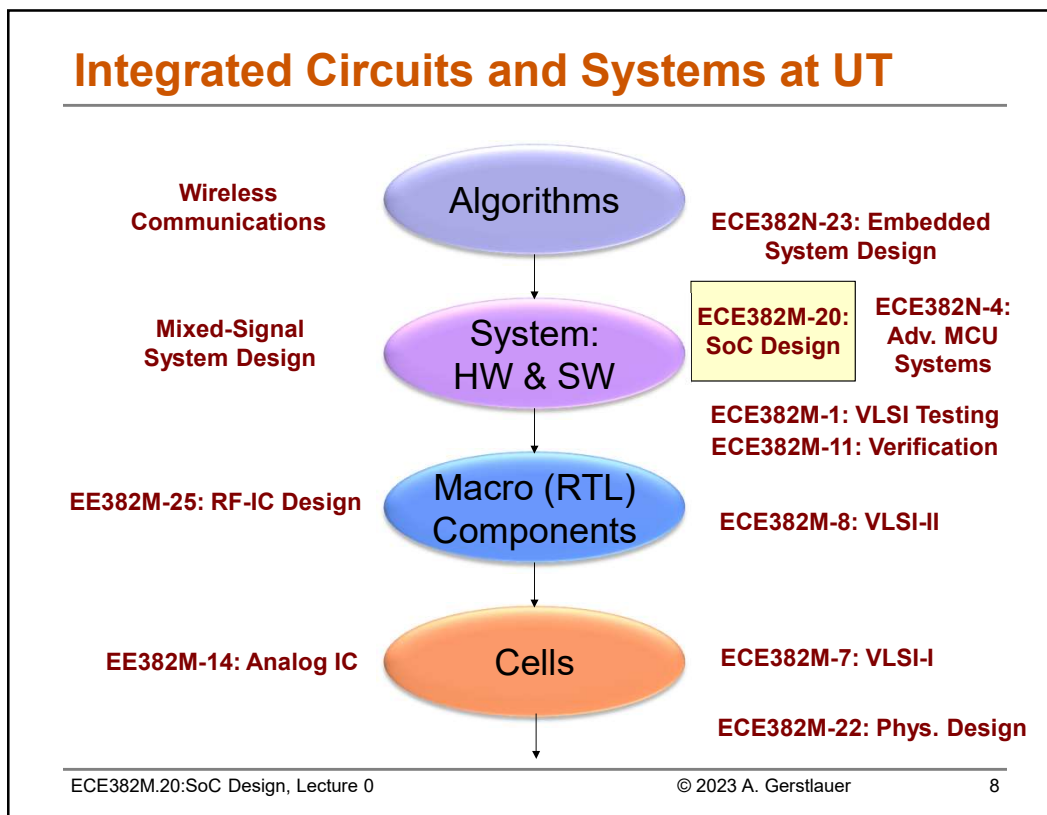 Integrated Circuits and Systems at UT
Wireless
Communications
Algorithms
ECE382N-23: Embedded
System Design
Mixed-Signal
System Design
System:
HW & SW
ECE382M-20:
SoC Design
ECE382N-4:
Adv. MCU
Systems
ECE382M-1: VLSI Testing
ECE382M-11: Verification
EE382M-25: RF-IC Design
Macro (RTL)
Components
ECE382M-8: VLSI-II
EE382M-14: Analog IC
Cells
ECE382M-7: VLSI-I
ECE382M-22: Phys. Design
ECE382M.20:SoC Design, Lecture 0
© 2023 A. Gerstlauer
8